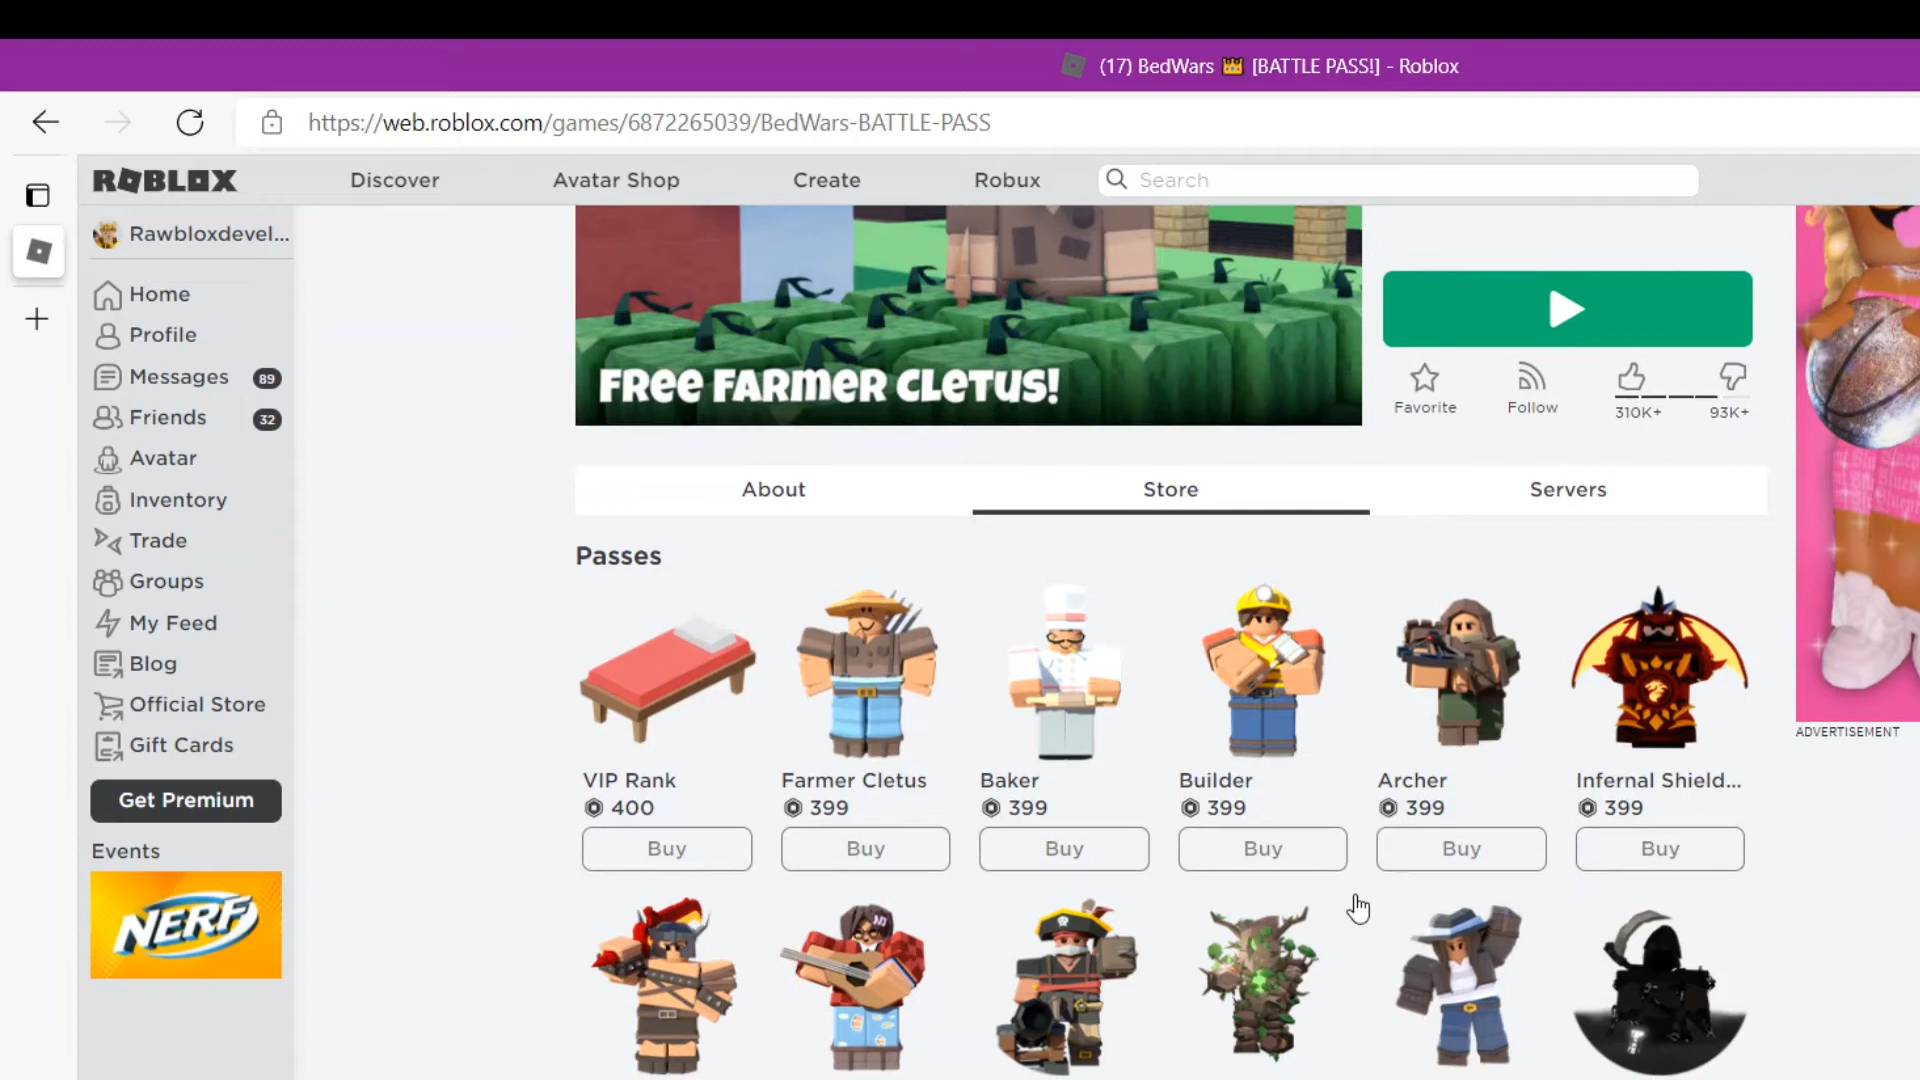 (17) BedWars 👑 [BATTLE PASS!] - Roblox
https://web.roblox.com/games/6872265039/BedWars-BATTLE-PASS
ROBLOX
Discover
Avatar Shop
Create
Robux
Search
Rawbloxdevel...
Home
Profile
Messages 89
Friends 32
Avatar
Inventory
Trade
Groups
My Feed
Blog
Official Store
Gift Cards
Get Premium
Events
NERF
FREE FARMER CLETUS!
Favorite
Follow
310K+
93K+
About
Store
Servers
Passes
VIP Rank
400
Buy
Farmer Cletus
399
Buy
Baker
399
Buy
Builder
399
Buy
Archer
399
Buy
Infernal Shield...
399
Buy
ADVERTISEMENT